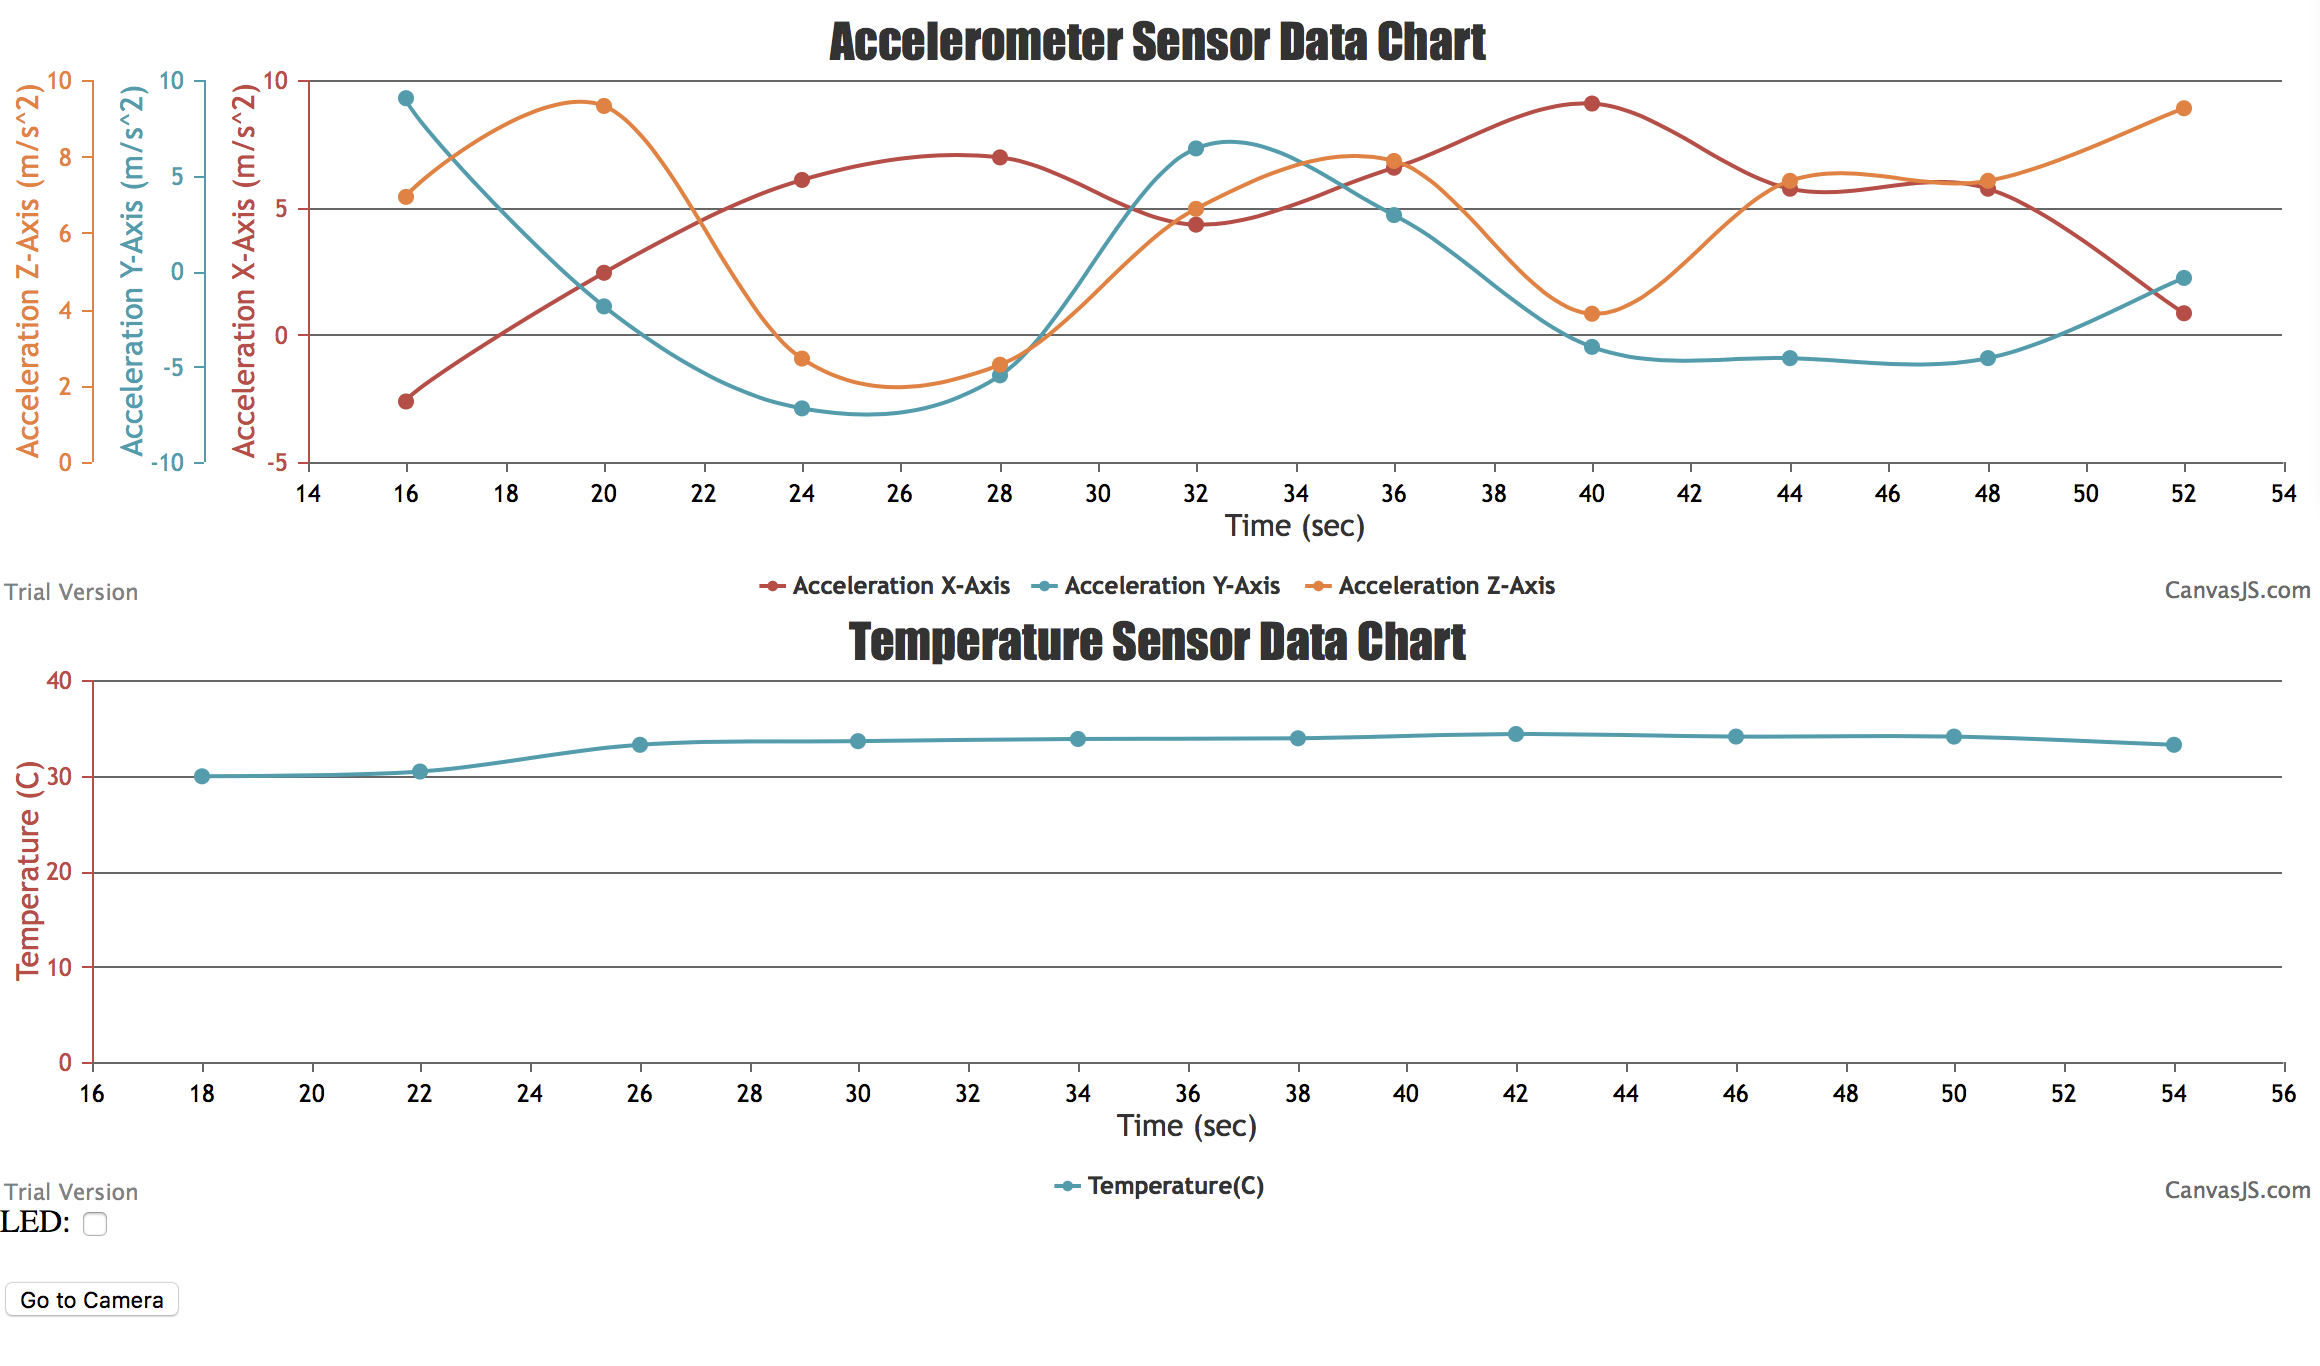 Accelerometer Sensor Data Chart
Acceleration Z-Axis (m/s^2)
10
8
6
4
2
0
Acceleration Y-Axis (m/s^2)
10
5
0
-5
-10
Acceleration X-Axis (m/s^2)
10
5
0
-5
14 16 18 20 22 24 26 28 30 32 34 36 38 40 42 44 46 48 50 52 54
Time (sec)
Acceleration X-Axis Acceleration Y-Axis Acceleration Z-Axis
Trial Version
CanvasJS.com
Temperature Sensor Data Chart
Temperature (C)
40
30
20
10
0
16 18 20 22 24 26 28 30 32 34 36 38 40 42 44 46 48 50 52 54 56
Time (sec)
Temperature(C)
Trial Version
CanvasJS.com
LED:
Go to Camera